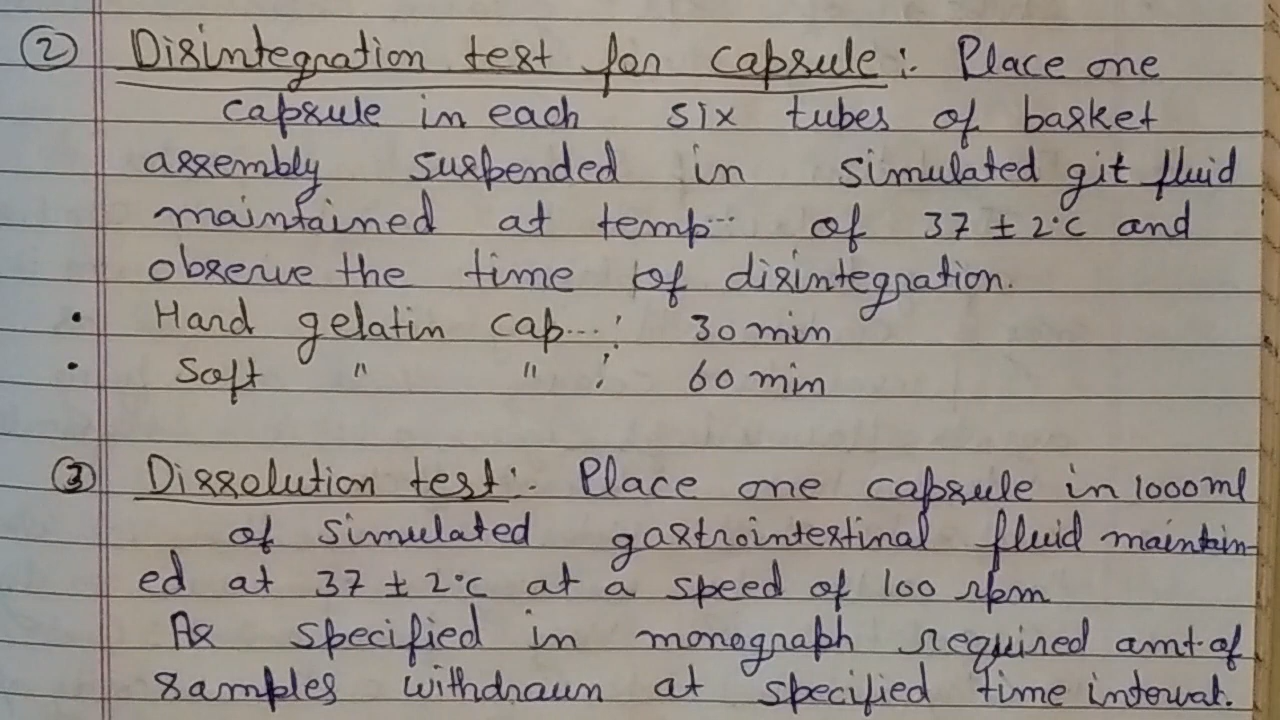 ② Disintegration test for capsule :. Place one
capsule in each six tubes of basket
assembly suspended in simulated git fluid
maintained at temp... of 37 ± 2°c and
observe the time of disintegration.
• Hard gelatin cap...: 30 min
• Soft " " : 60 min
③ Dissolution test :. Place one capsule in 1000ml
of simulated gastrointestinal fluid maintain-
ed at 37 ± 2°c at a speed of 100 rpm
As specified in monograph required amt. of
samples withdrawn at specified time interval.